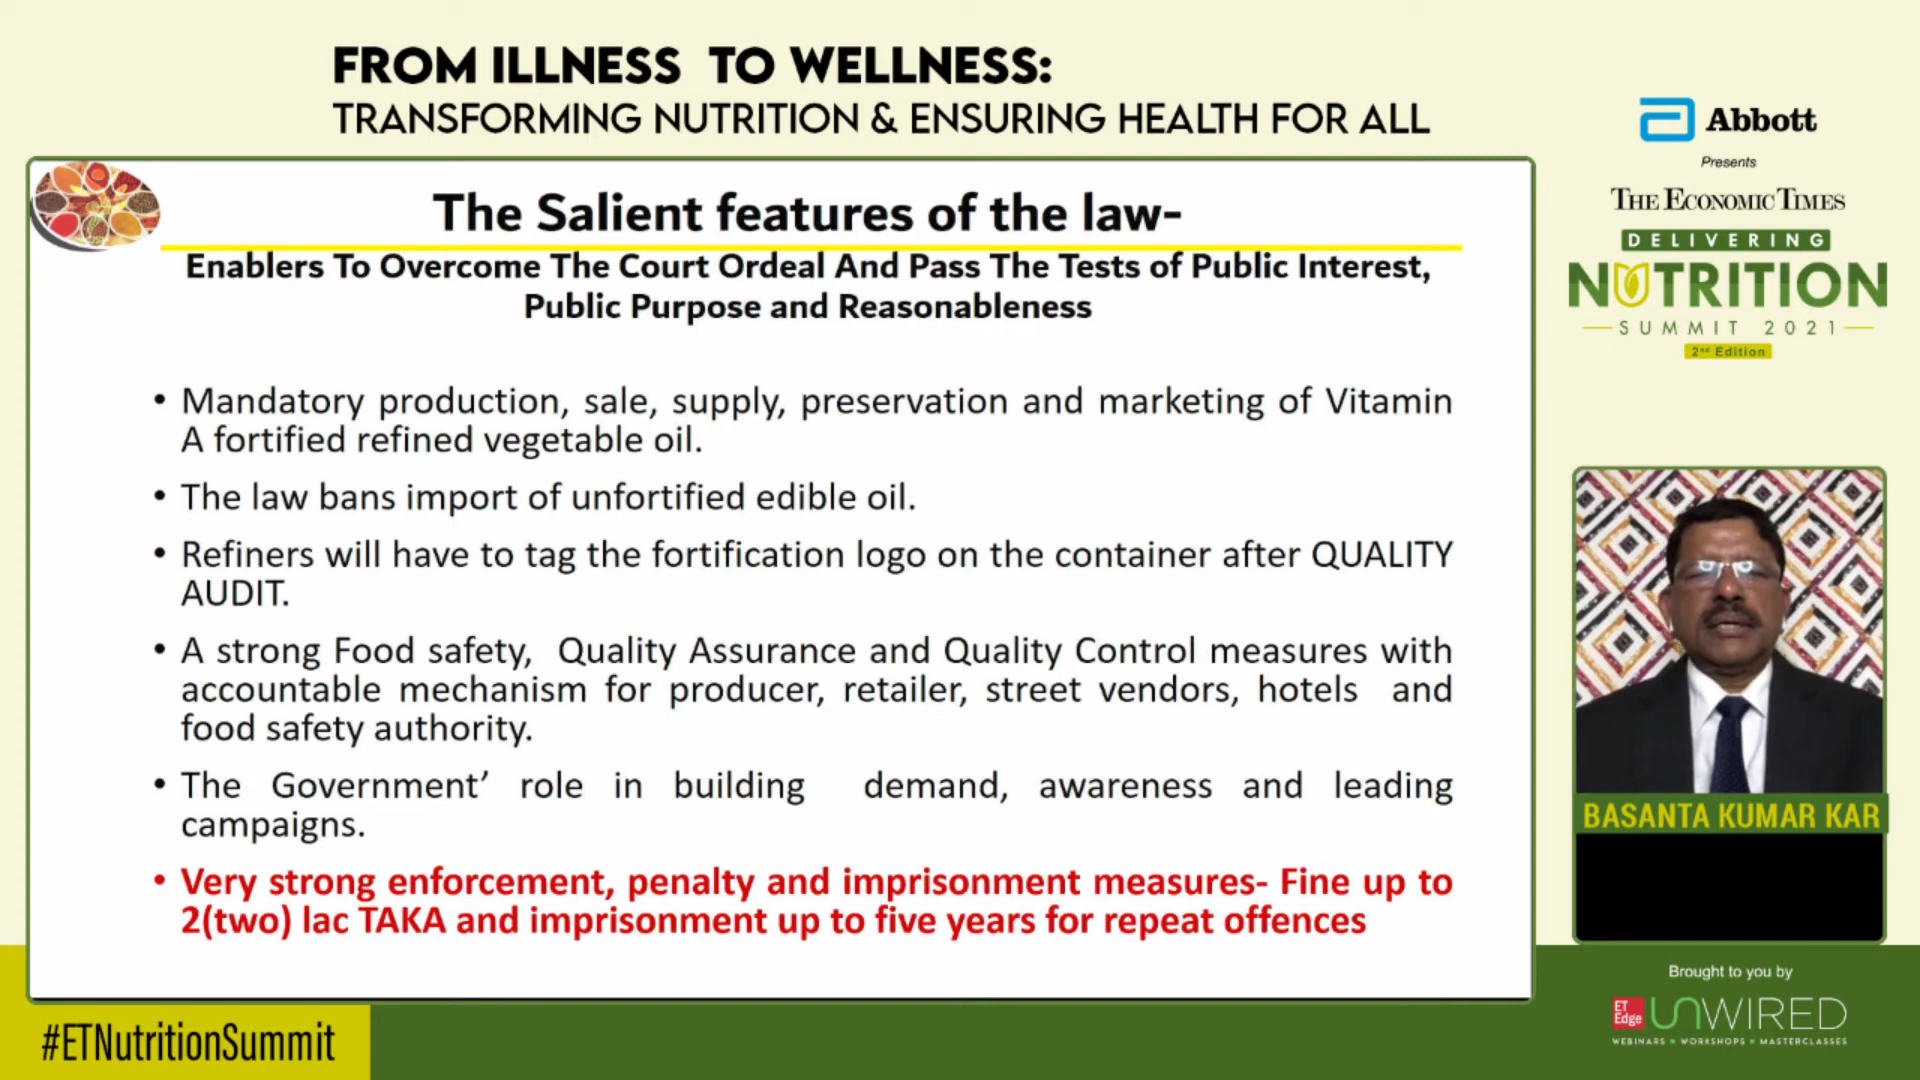 FROM ILLNESS TO WELLNESS:
TRANSFORMING NUTRITION & ENSURING HEALTH FOR ALL
Abbott
Presents
THE ECONOMIC TIMES
DELIVERING
NUTRITION
SUMMIT 2021
2nd Edition
The Salient features of the law-
Enablers To Overcome The Court Ordeal And Pass The Tests of Public Interest,
Public Purpose and Reasonableness
• Mandatory production, sale, supply, preservation and marketing of Vitamin
A fortified refined vegetable oil.
• The law bans import of unfortified edible oil.
• Refiners will have to tag the fortification logo on the container after QUALITY
AUDIT.
• A strong Food safety, Quality Assurance and Quality Control measures with
accountable mechanism for producer, retailer, street vendors, hotels and
food safety authority.
• The Government’ role in building demand, awareness and leading
campaigns.
• Very strong enforcement, penalty and imprisonment measures- Fine up to
2(two) lac TAKA and imprisonment up to five years for repeat offences
BASANTA KUMAR KAR
Brought to you by
ET Edge UNWIRED
WEBINARS • WORKSHOPS • MASTERCLASSES
#ETNutritionSummit